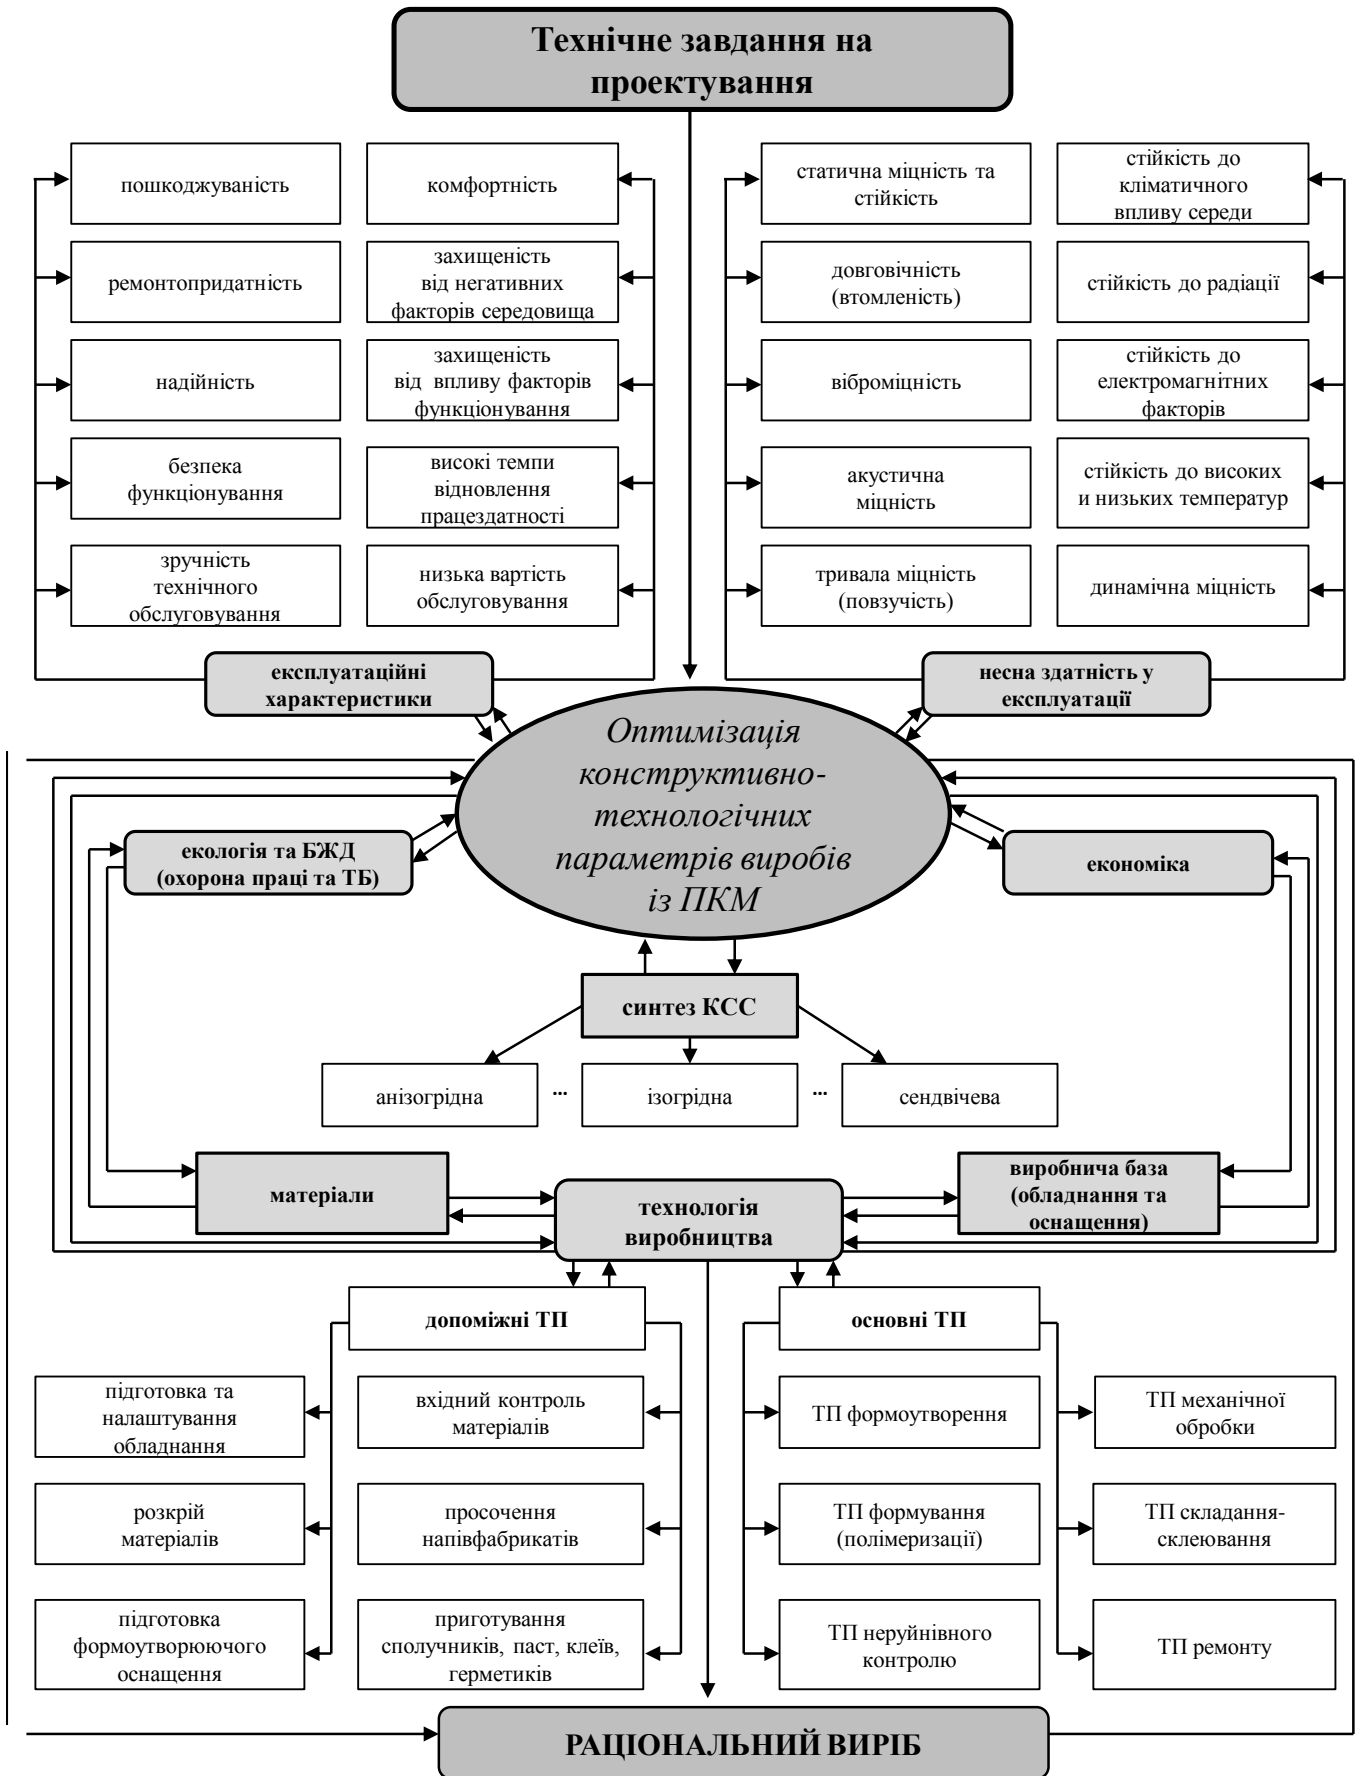 Технічне завдання на
проектування
пошкоджуваність
комфортність
ремонтопридатність
захищеність
від негативних
факторів середовища
надійність
захищеність
від впливу факторів
функціонування
безпека
функціонування
високі темпи
відновлення
працездатності
зручність
технічного
обслуговування
низька вартість
обслуговування
експлуатаційні
характеристики
статична міцність та
стійкість
стійкість до
кліматичного
впливу середи
довговічність
(втомленість)
стійкість до радіації
віброміцність
стійкість до
електромагнітних
факторів
акустична
міцність
стійкість до високих
и низьких температур
тривала міцність
(повзучість)
динамічна міцність
несна здатність у
експлуатації
Оптимізація
конструктивно-
технологічних
параметрів виробів
із ПКМ
екологія та БЖД
(охорона праці та ТБ)
економіка
синтез КСС
анізогрідна
...
ізогрідна
...
сендвічева
матеріали
технологія
виробництва
виробнича база
(обладнання та
оснащення)
допоміжні ТП
основні ТП
підготовка та
налаштування
обладнання
вхідний контроль
матеріалів
ТП формоутворення
ТП механічної
обробки
розкрій
матеріалів
просочення
напівфабрикатів
ТП формування
(полімеризації)
ТП складання-
склеювання
підготовка
формоутворюючого
оснащення
приготування
сполучників, паст, клеїв,
герметиків
ТП неруйнівного
контролю
ТП ремонту
РАЦІОНАЛЬНИЙ ВИРІБ